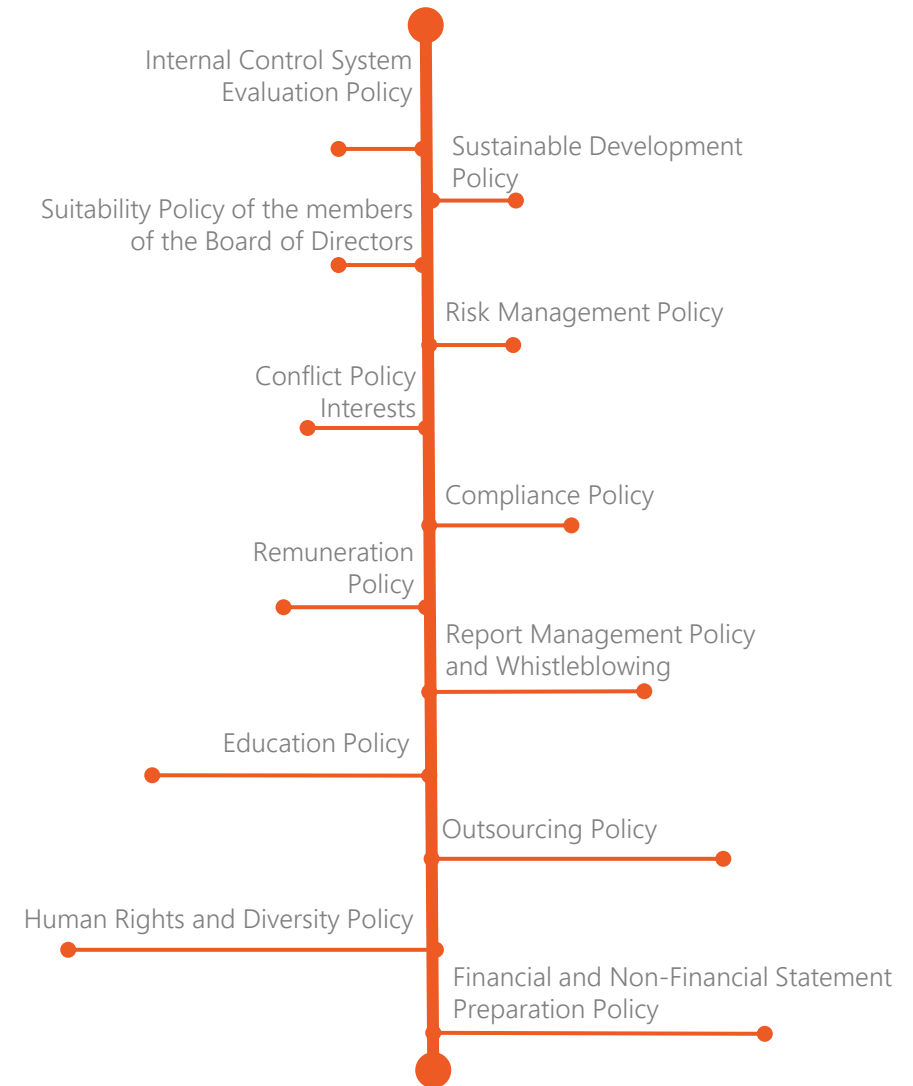 Internal Control System
Evaluation Policy
Sustainable Development
Policy
Suitability Policy of the members
of the Board of Directors
Risk Management Policy
Conflict Policy
Interests
Compliance Policy
Remuneration
Policy
Report Management Policy
and Whistleblowing
Education Policy
Outsourcing Policy
Human Rights and Diversity Policy
Financial and Non-Financial Statement
Preparation Policy